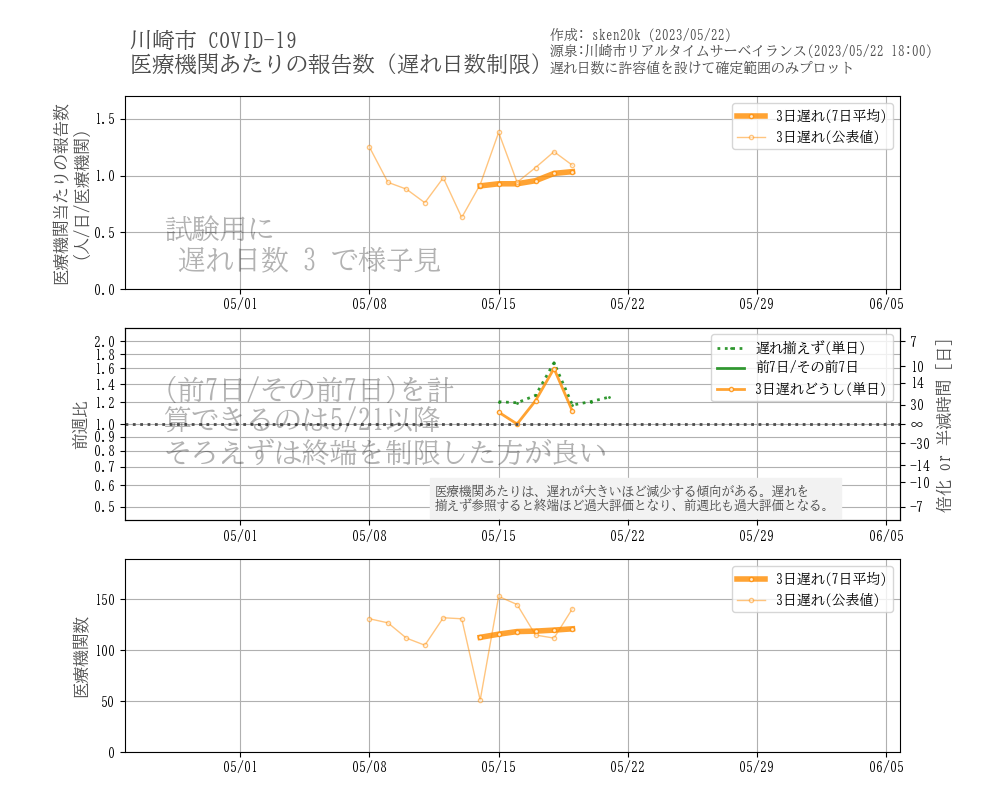 川崎市 COVID-19
医療機関あたりの報告数 (遅れ日数制限)
作成: sken20k (2023/05/22)
源泉:川崎市リアルタイムサーベイランス(2023/05/22 18:00)
遅れ日数に許容値を設けて確定範囲のみプロット
医療機関当たりの報告数
(人/日/医療機関)
1.5
1.0
0.5
0.0
3日遅れ(7日平均)
3日遅れ(公表値)
試験用に
遅れ日数 3 で様子見
05/01 05/08 05/15 05/22 05/29 06/05
前週比
2.0
1.8
1.6
1.4
1.2
1.0
0.9
0.8
0.7
0.6
0.5
遅れ揃えず(単日)
前7日/その前7日
3日遅れどうし(単日)
(前7日/その前7日)を計
算できるのは5/21以降
そろえずは終端を制限した方が良い
医療機関あたりは、遅れが大きいほど減少する傾向がある。遅れを
揃えず参照すると終端ほど過大評価となり、前週比も過大評価となる。
7
10
14
30
∞
-30
-14
-10
-7
倍化 or 半減時間 [日]
05/01 05/08 05/15 05/22 05/29 06/05
医療機関数
150
100
50
0
3日遅れ(7日平均)
3日遅れ(公表値)
05/01 05/08 05/15 05/22 05/29 06/05